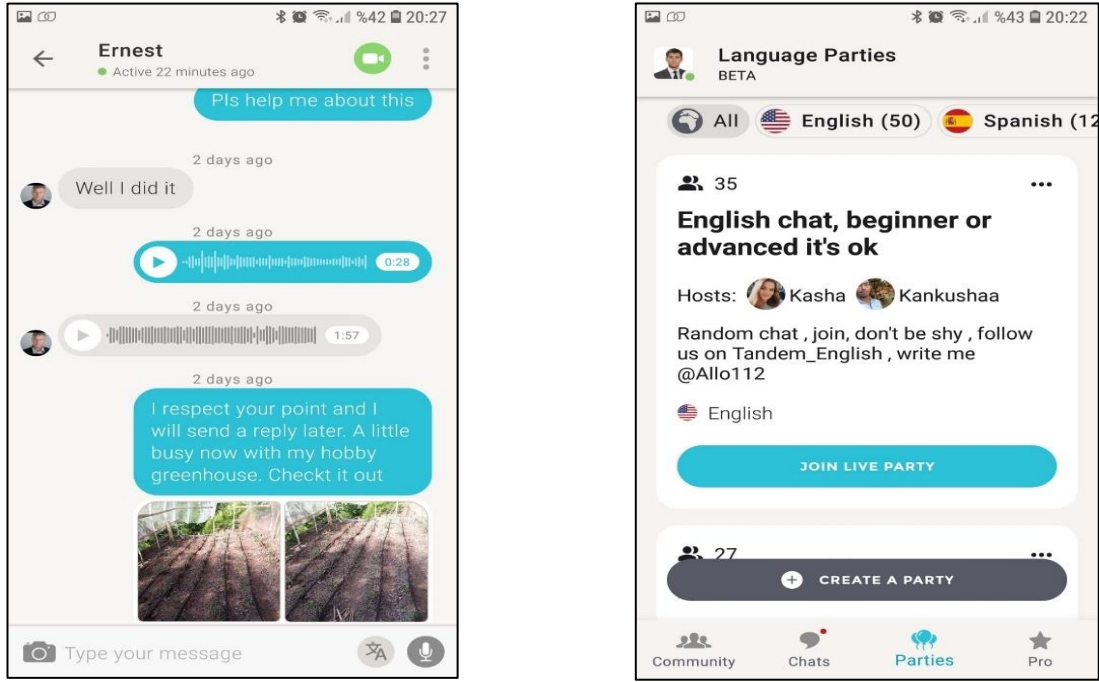 %42 20:27
Ernest
Active 22 minutes ago
Pls help me about this
2 days ago
Well I did it
2 days ago
0:28
2 days ago
1:57
2 days ago
I respect your point and I
will send a reply later. A little
busy now with my hobby
greenhouse. Checkt it out
Type your message
%43 20:22
Language Parties
BETA
All English (50) Spanish (12
35
English chat, beginner or
advanced it's ok
Hosts: Kasha Kankushaa
Random chat , join, don't be shy , follow
us on Tandem_English , write me
@Allo112
English
JOIN LIVE PARTY
27
CREATE A PARTY
Community Chats Parties Pro